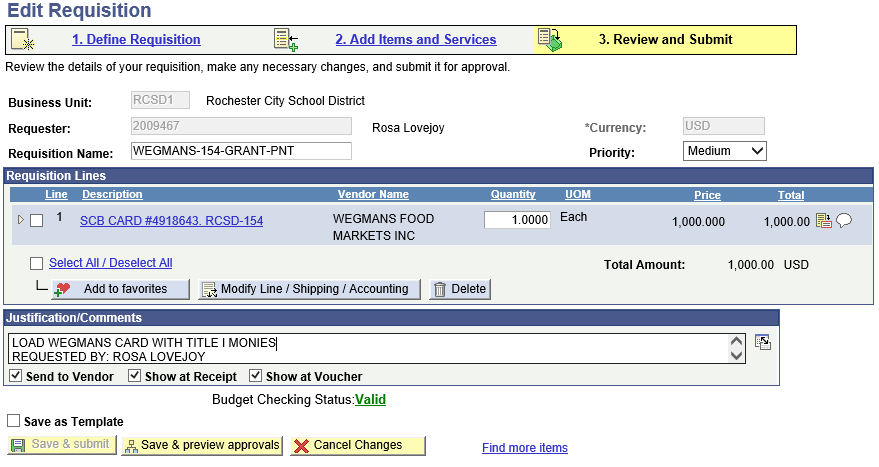 Edit Requisition
1. Define Requisition 2. Add Items and Services 3. Review and Submit
Review the details of your requisition, make any necessary changes, and submit it for approval.
Business Unit: RCSD1 Rochester City School District
Requester: 2009467 Rosa Lovejoy *Currency: USD
Requisition Name: WEGMANS-154-GRANT-PNT Priority: Medium
Requisition Lines
Line Description Vendor Name Quantity UOM Price Total
1 SCB CARD #4918643. RCSD-154 WEGMANS FOOD 1.0000 Each 1,000.000 1,000.00
MARKETS INC
Select All / Deselect All Total Amount: 1,000.00 USD
Add to favorites Modify Line / Shipping / Accounting Delete
Justification/Comments
LOAD WEGMANS CARD WITH TITLE I MONIES
REQUESTED BY: ROSA LOVEJOY
Send to Vendor Show at Receipt Show at Voucher
Budget Checking Status:Valid
Save as Template
Save & submit Save & preview approvals Cancel Changes Find more items